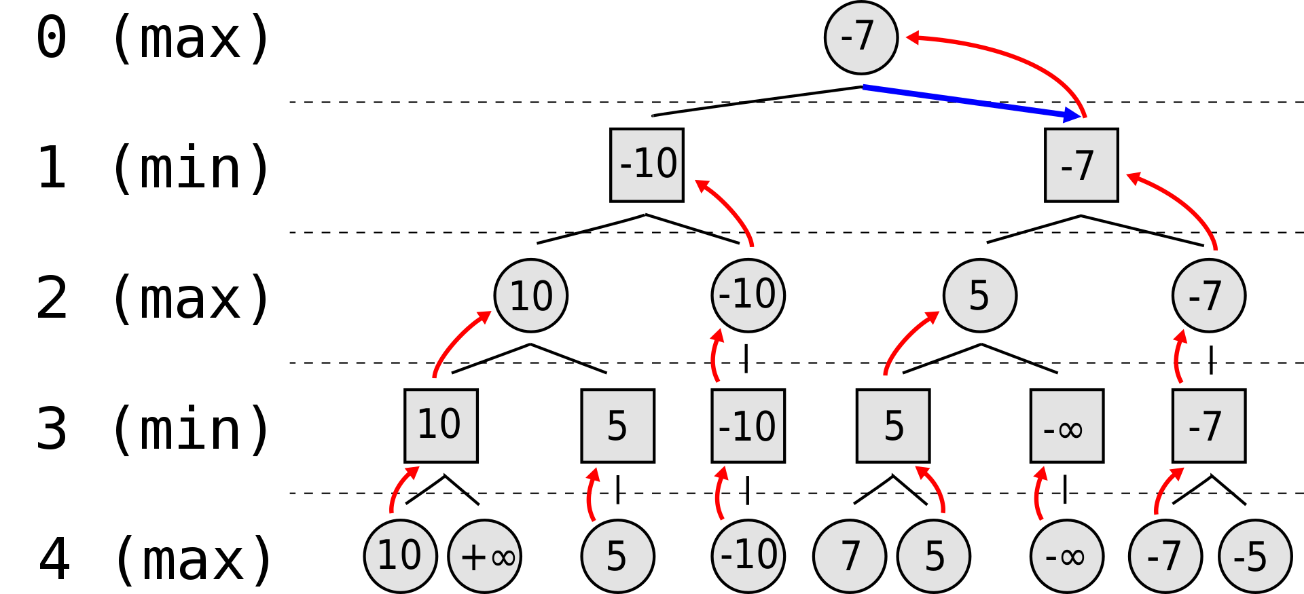 0 (max) -7
1 (min) -10 -7
2 (max) 10 -10 5 -7
3 (min) 10 5 -10 5 -∞ -7
4 (max) 10 +∞ 5 -10 7 5 -∞ -7 -5